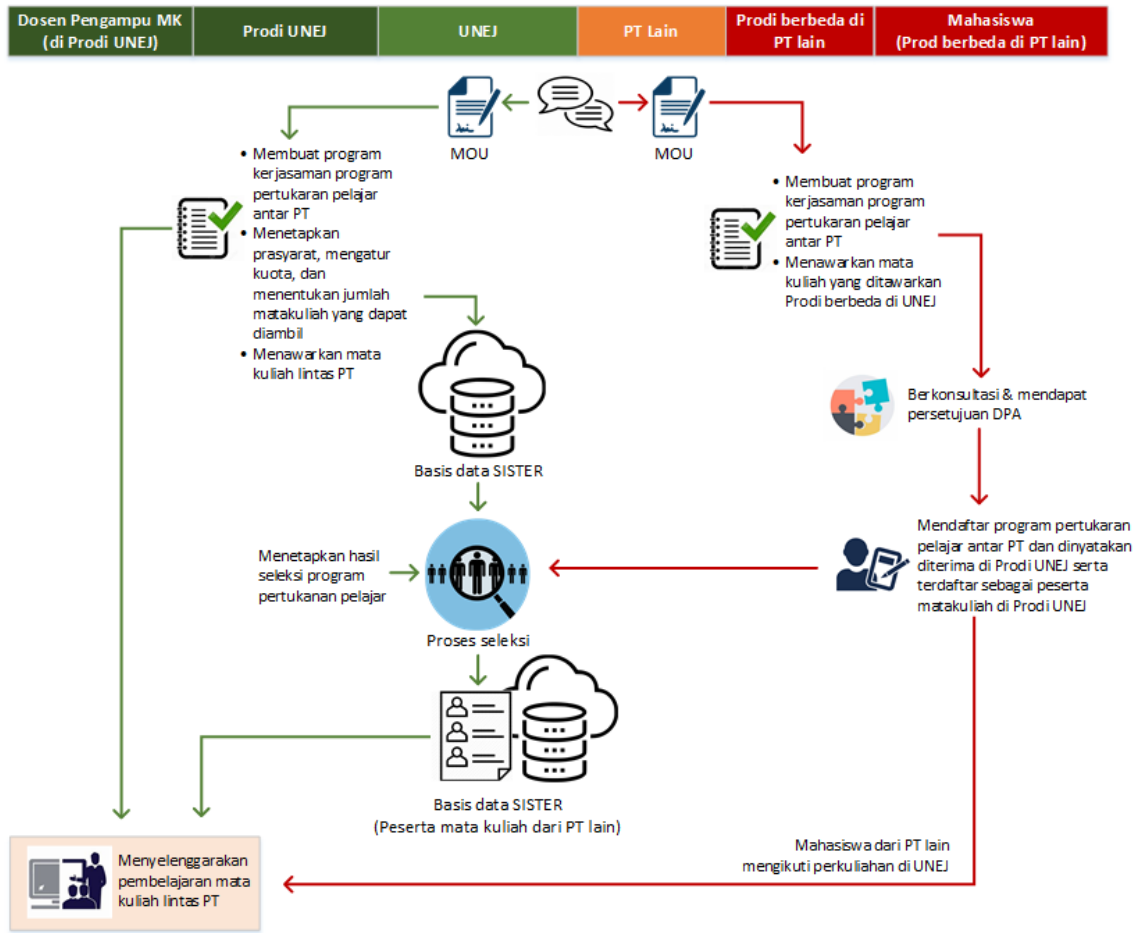 Dosen Pengampu MK
(di Prodi UNEJ)
Prodi UNEJ
UNEJ
PT Lain
Prodi berbeda di
PT lain
Mahasiswa
(Prod berbeda di PT lain)
MOU
MOU
• Membuat program
kerjasaman program
pertukaran pelajar
antar PT
• Menetapkan
prasyarat, mengatur
kuota, dan
menentukan jumlah
matakuliah yang dapat
diambil
• Menawarkan mata
kuliah lintas PT
• Membuat program
kerjasaman program
pertukaran pelajar
antar PT
• Menawarkan mata
kuliah yang ditawarkan
Prodi berbeda di UNEJ
Berkonsultasi & mendapat
persetujuan DPA
Basis data SISTER
Mendaftar program pertukaran
pelajar antar PT dan dinyatakan
diterima di Prodi UNEJ serta
terdaftar sebagai peserta
matakuliah di Prodi UNEJ
Menetapkan hasil
seleksi program
pertukanan pelajar
Proses seleksi
Basis data SISTER
(Peserta mata kuliah dari PT lain)
Mahasiswa dari PT lain
mengikuti perkuliahan di UNEJ
Menyelenggarakan
pembelajaran mata
kuliah lintas PT